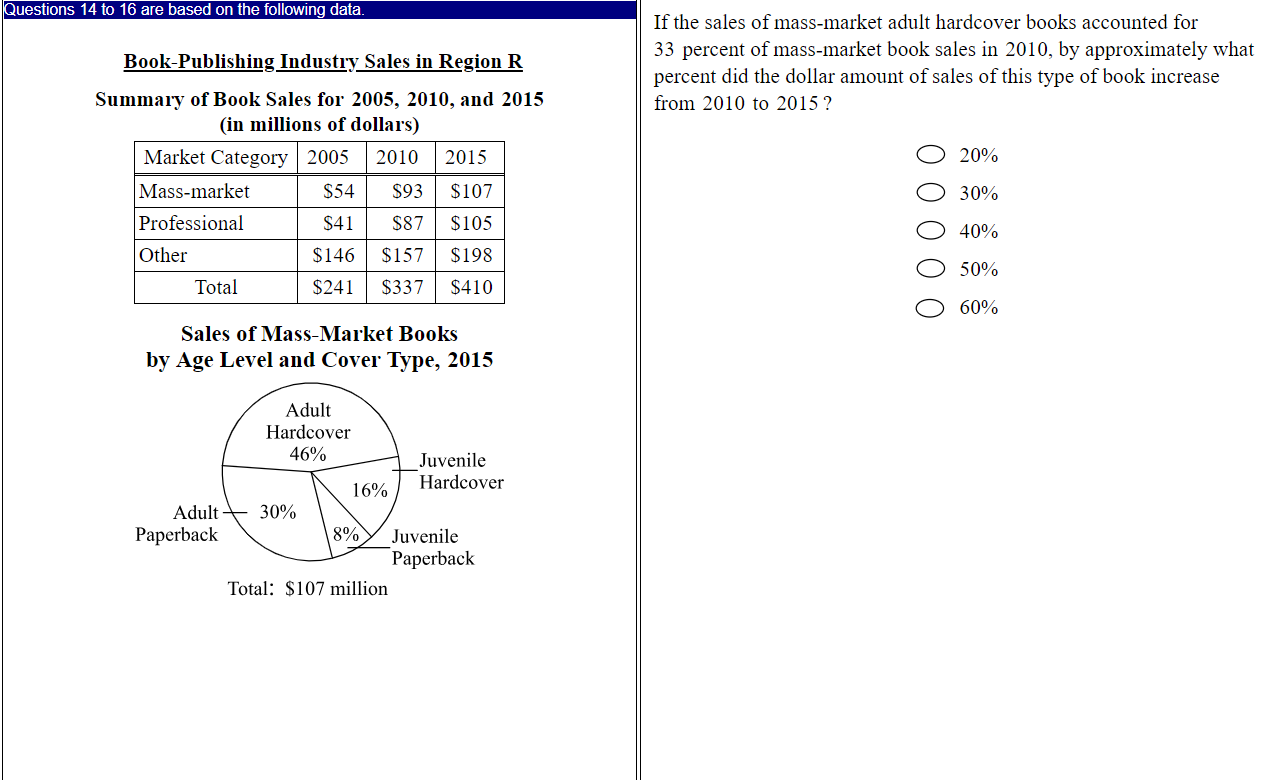 Questions 14 to 16 are based on the following data.
Book-Publishing Industry Sales in Region R
Summary of Book Sales for 2005, 2010, and 2015
(in millions of dollars)
Market Category 2005 2010 2015
Mass-market $54 $93 $107
Professional $41 $87 $105
Other $146 $157 $198
Total $241 $337 $410
Sales of Mass-Market Books
by Age Level and Cover Type, 2015
Adult
Hardcover
46%
Juvenile
Hardcover
16%
Adult
Paperback
30%
8%
Juvenile
Paperback
Total: $107 million
If the sales of mass-market adult hardcover books accounted for
33 percent of mass-market book sales in 2010, by approximately what
percent did the dollar amount of sales of this type of book increase
from 2010 to 2015 ?
20%
30%
40%
50%
60%